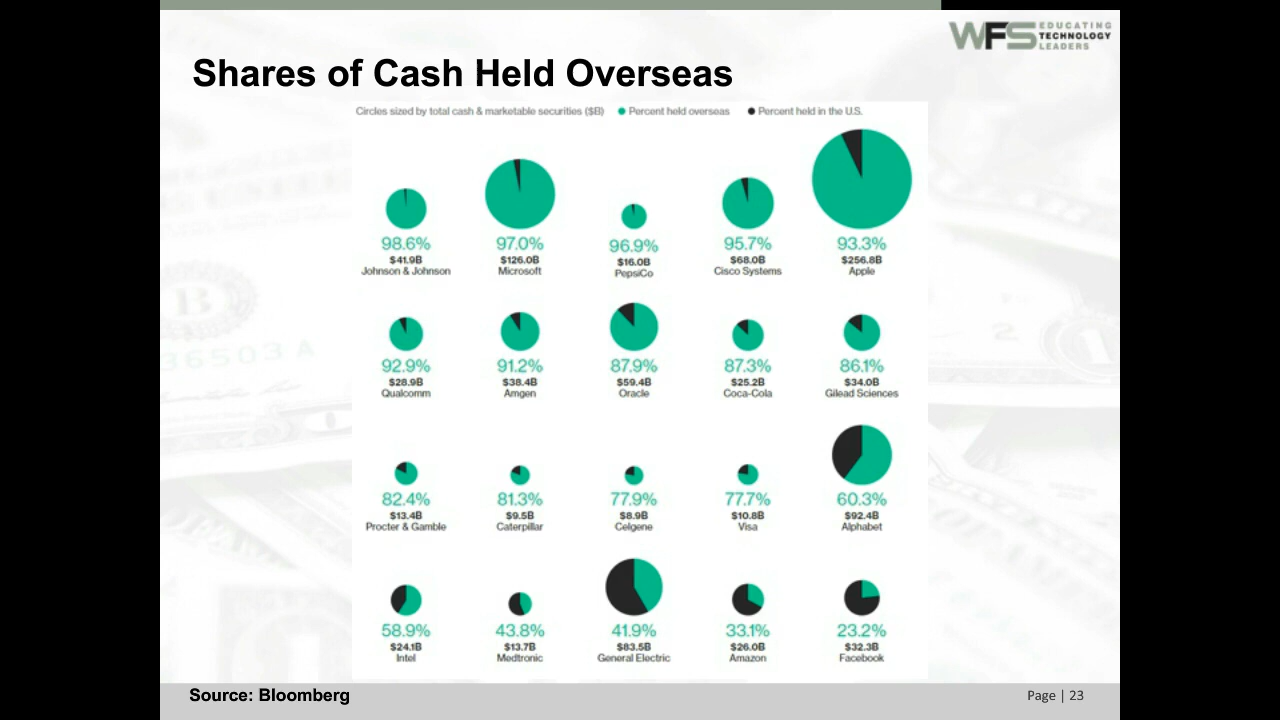 WFS EDUCATING
TECHNOLOGY
LEADERS
Shares of Cash Held Overseas
Circles sized by total cash & marketable securities ($B) Percent held overseas Percent held in the U.S.
98.6% 97.0% 96.9% 95.7% 93.3%
$41.9B $126.0B $16.0B $68.0B $256.8B
Johnson & Johnson Microsoft PepsiCo Cisco Systems Apple
92.9% 91.2% 87.9% 87.3% 86.1%
$28.9B $38.4B $59.4B $25.2B $34.0B
Qualcomm Amgen Oracle Coca-Cola Gilead Sciences
82.4% 81.3% 77.9% 77.7% 60.3%
$13.4B $9.5B $8.9B $10.8B $92.4B
Procter & Gamble Caterpillar Celgene Visa Alphabet
58.9% 43.8% 41.9% 33.1% 23.2%
$24.1B $13.7B $83.5B $26.0B $32.3B
Intel Medtronic General Electric Amazon Facebook
B
36503 A
2
Source: Bloomberg
Page | 23